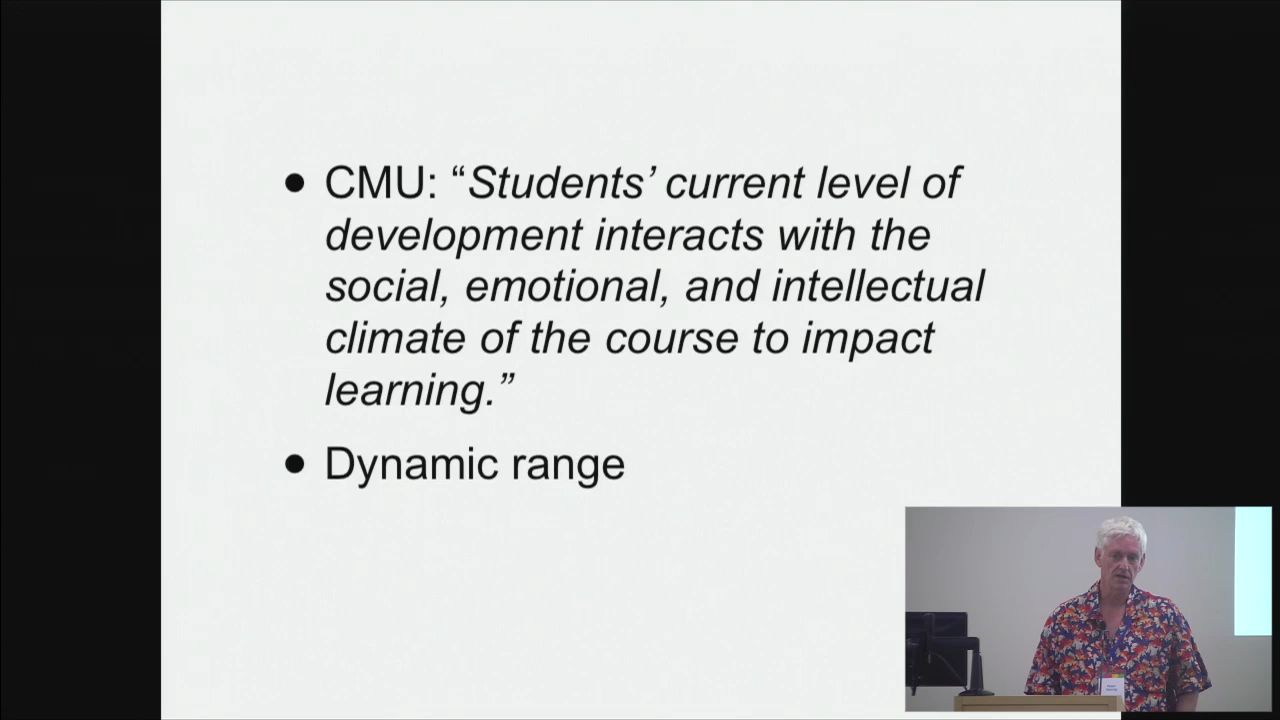 • CMU: “Students’ current level of
development interacts with the
social, emotional, and intellectual
climate of the course to impact
learning.”
• Dynamic range